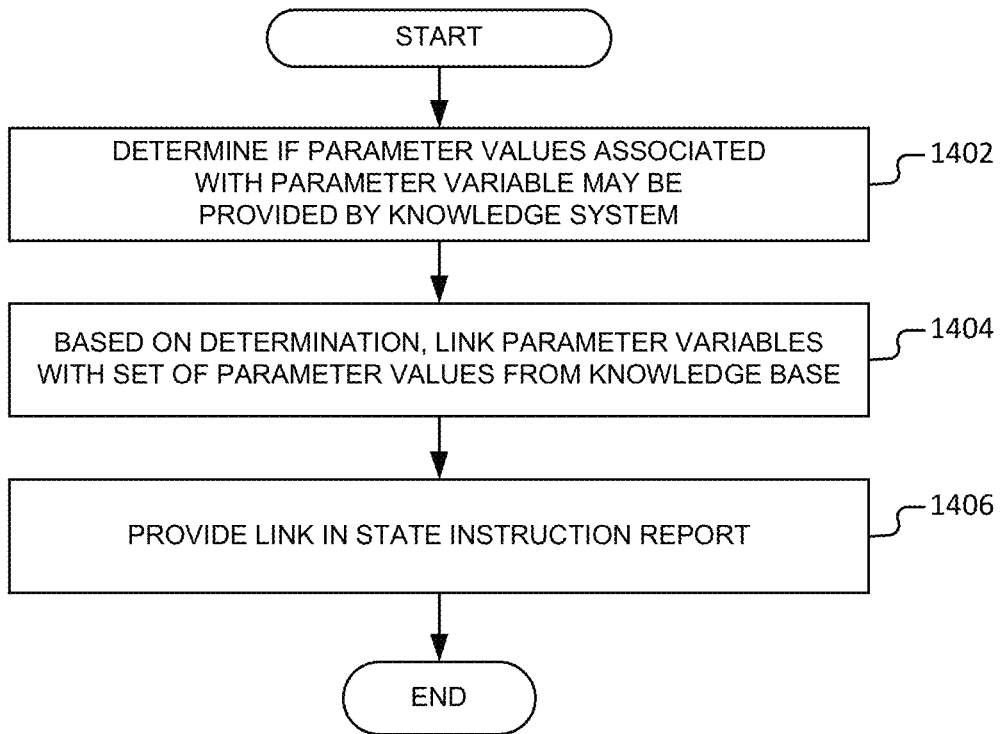 START
DETERMINE IF PARAMETER VALUES ASSOCIATED
WITH PARAMETER VARIABLE MAY BE
PROVIDED BY KNOWLEDGE SYSTEM
1402
BASED ON DETERMINATION, LINK PARAMETER VARIABLES
WITH SET OF PARAMETER VALUES FROM KNOWLEDGE BASE
1404
PROVIDE LINK IN STATE INSTRUCTION REPORT
1406
END